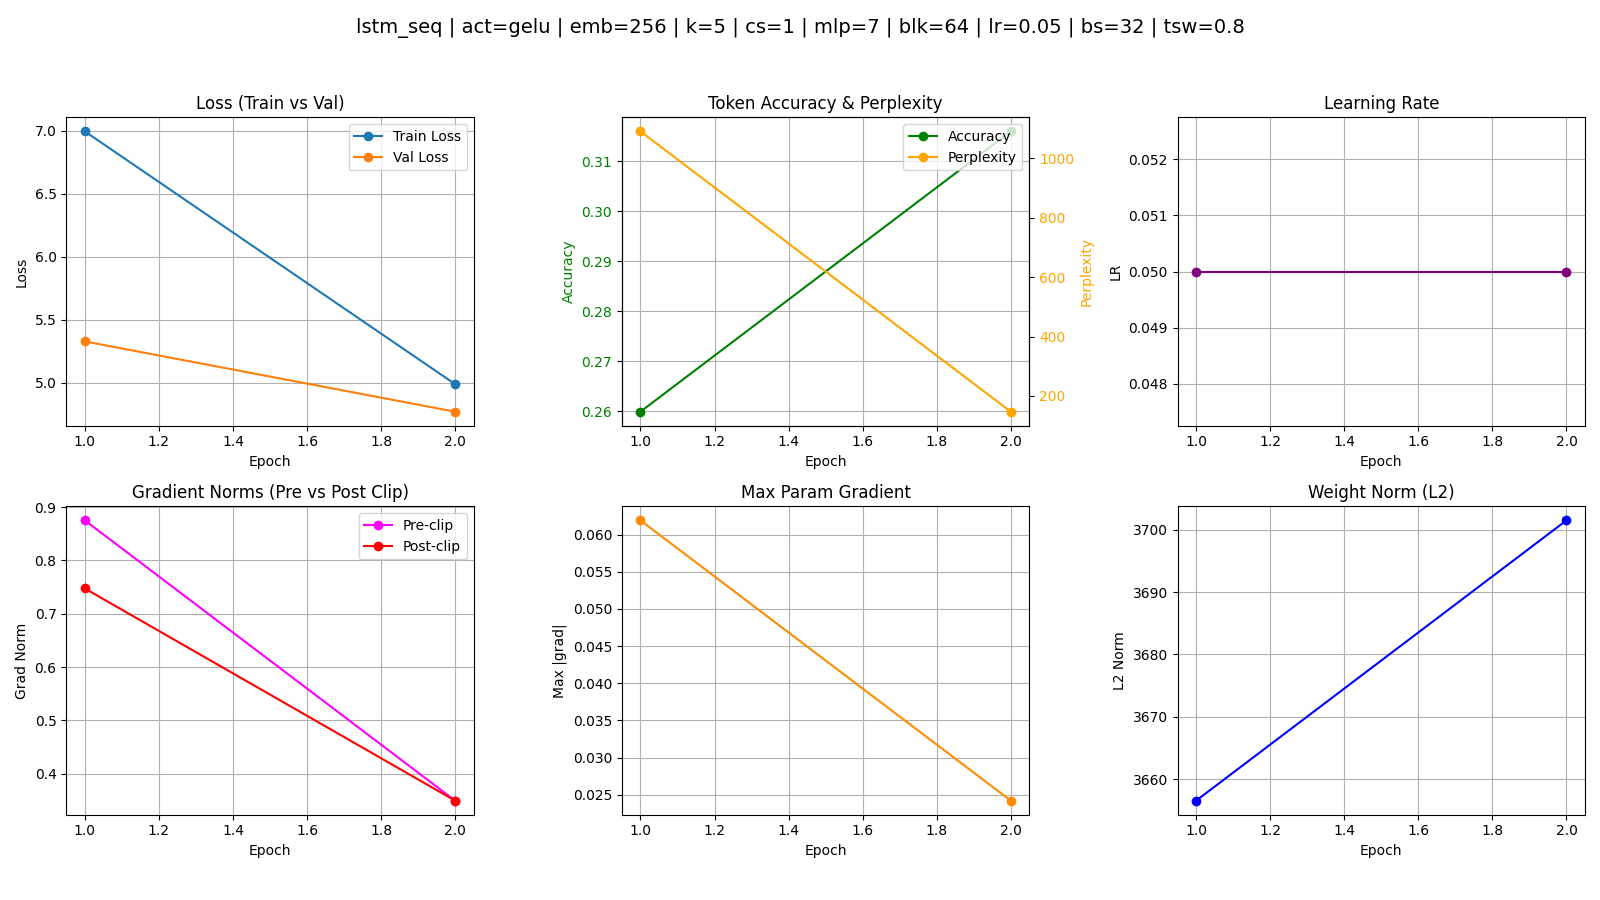 lstm_seq | act=gelu | emb=256 | k=5 | cs=1 | mlp=7 | blk=64 | lr=0.05 | bs=32 | tsw=0.8
Loss (Train vs Val)
7.0
6.5
6.0
5.5
5.0
Loss
Train Loss
Val Loss
1.0 1.2 1.4 1.6 1.8 2.0
Epoch
Token Accuracy & Perplexity
0.31
0.30
0.29
0.28
0.27
0.26
Accuracy
Accuracy
Perplexity
1000
800
600
400
200
Perplexity
1.0 1.2 1.4 1.6 1.8 2.0
Epoch
Learning Rate
0.052
0.051
0.050
0.049
0.048
LR
1.0 1.2 1.4 1.6 1.8 2.0
Epoch
Gradient Norms (Pre vs Post Clip)
0.9
0.8
0.7
0.6
0.5
0.4
Grad Norm
Pre-clip
Post-clip
1.0 1.2 1.4 1.6 1.8 2.0
Epoch
Max Param Gradient
0.060
0.055
0.050
0.045
0.040
0.035
0.030
0.025
Max |grad|
1.0 1.2 1.4 1.6 1.8 2.0
Epoch
Weight Norm (L2)
3700
3690
3680
3670
3660
L2 Norm
1.0 1.2 1.4 1.6 1.8 2.0
Epoch